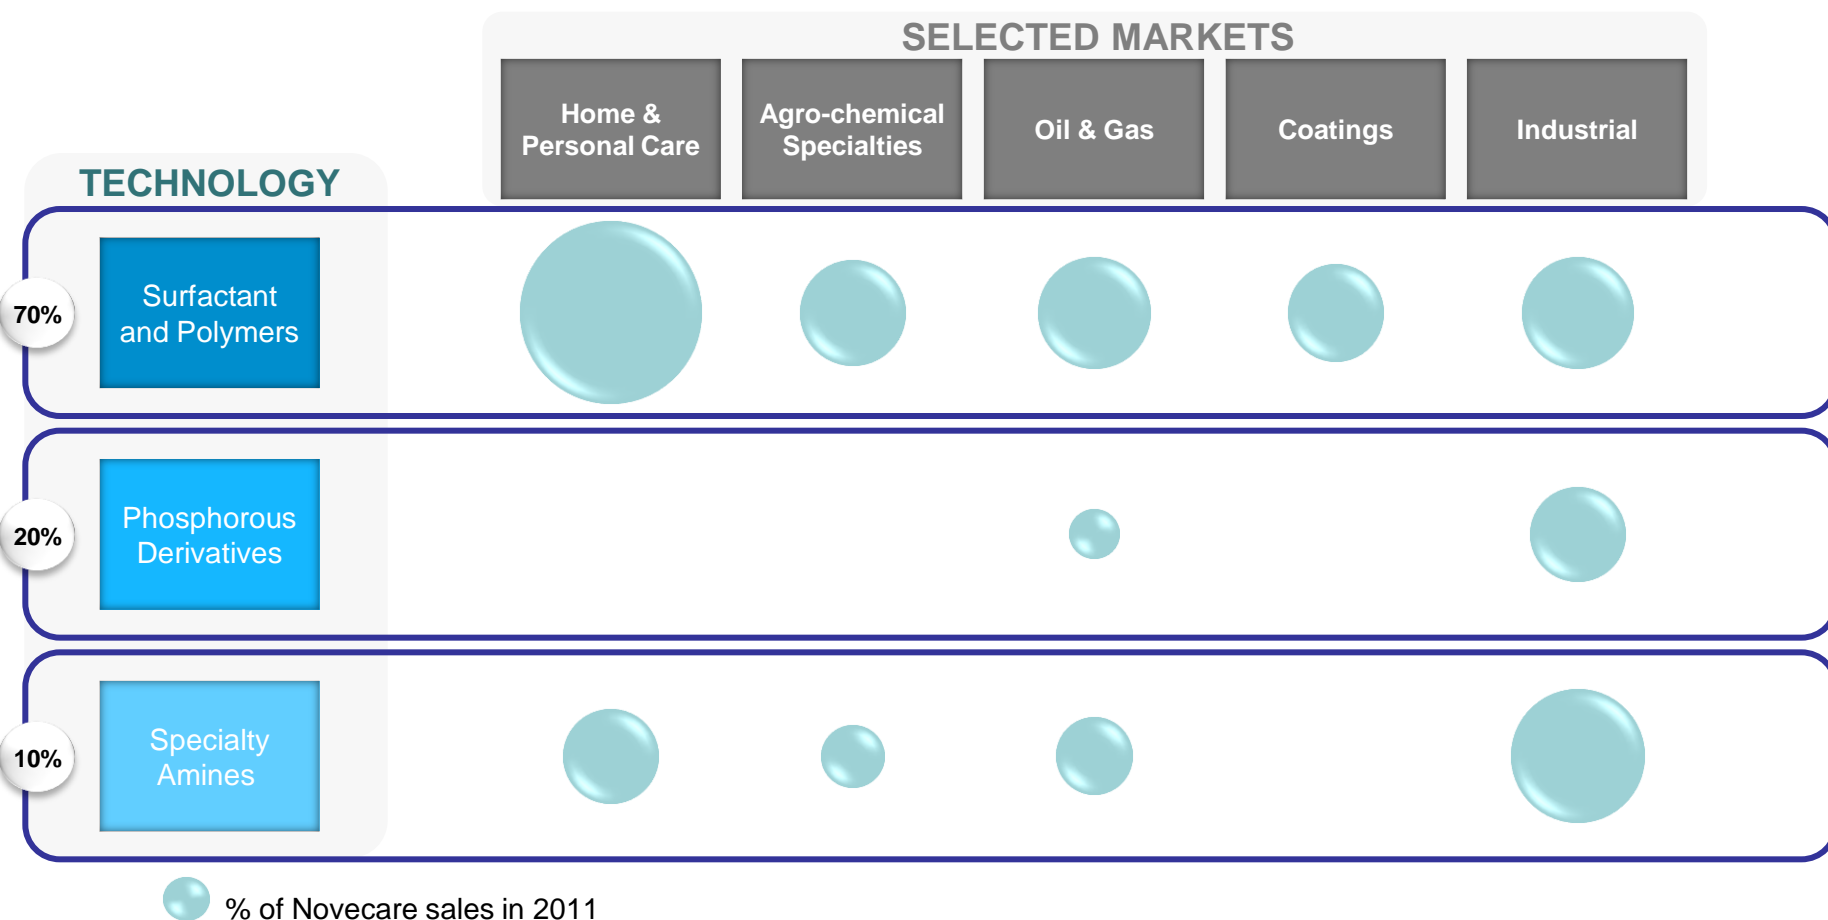 SELECTED MARKETS
Home &
Personal Care
Agro-chemical
Specialties
Oil & Gas
Coatings
Industrial
TECHNOLOGY
70%
Surfactant
and Polymers
20%
Phosphorous
Derivatives
10%
Specialty
Amines
% of Novecare sales in 2011